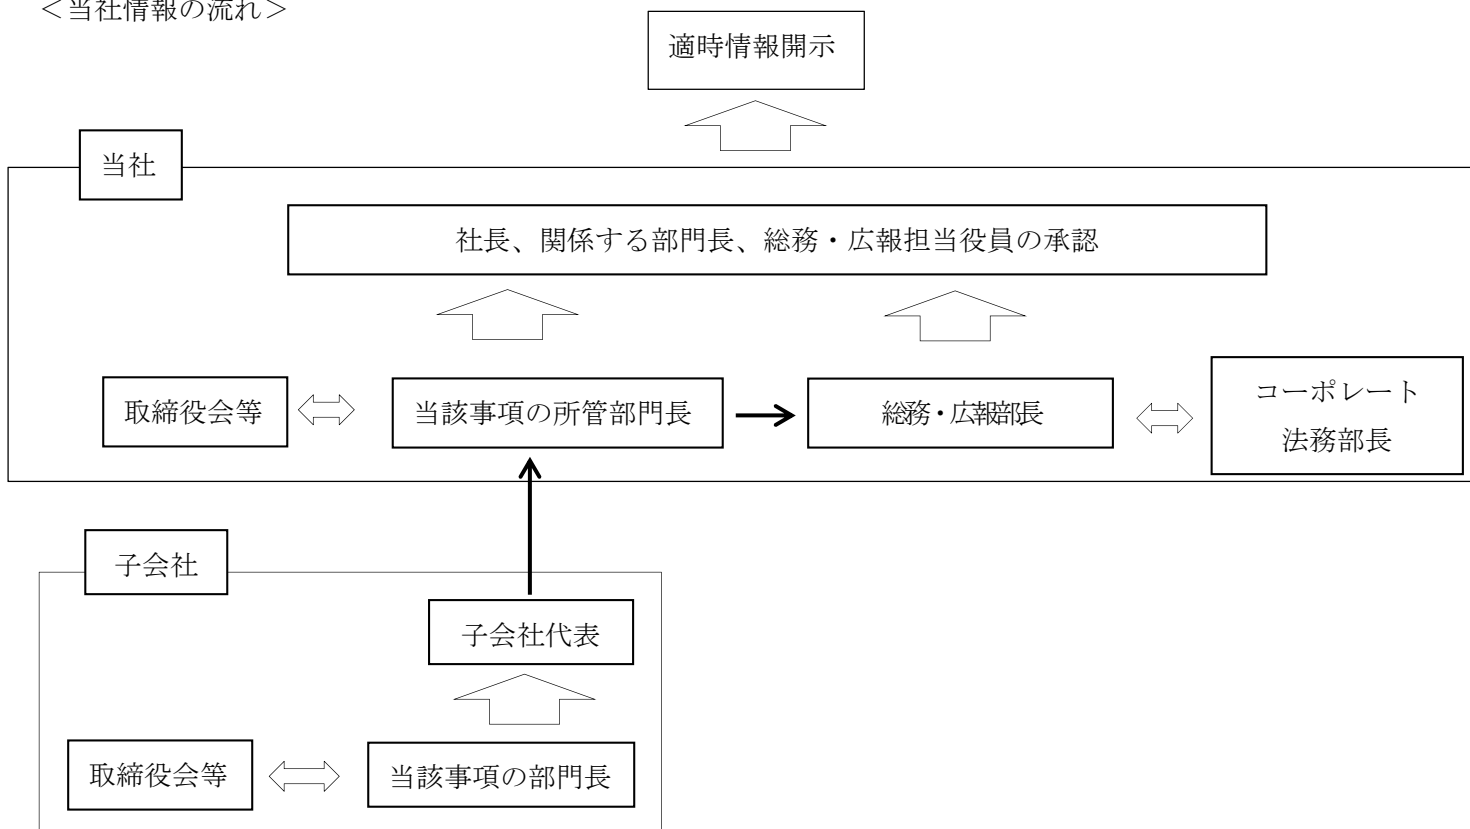 ＜当社情報の流れ＞
適時情報開示
当社
社長、関係する部門長、総務・広報担当役員の承認
取締役会等
当該事項の所管部門長
総務・広報部長
コーポレート
法務部長
子会社
子会社代表
取締役会等
当該事項の部門長